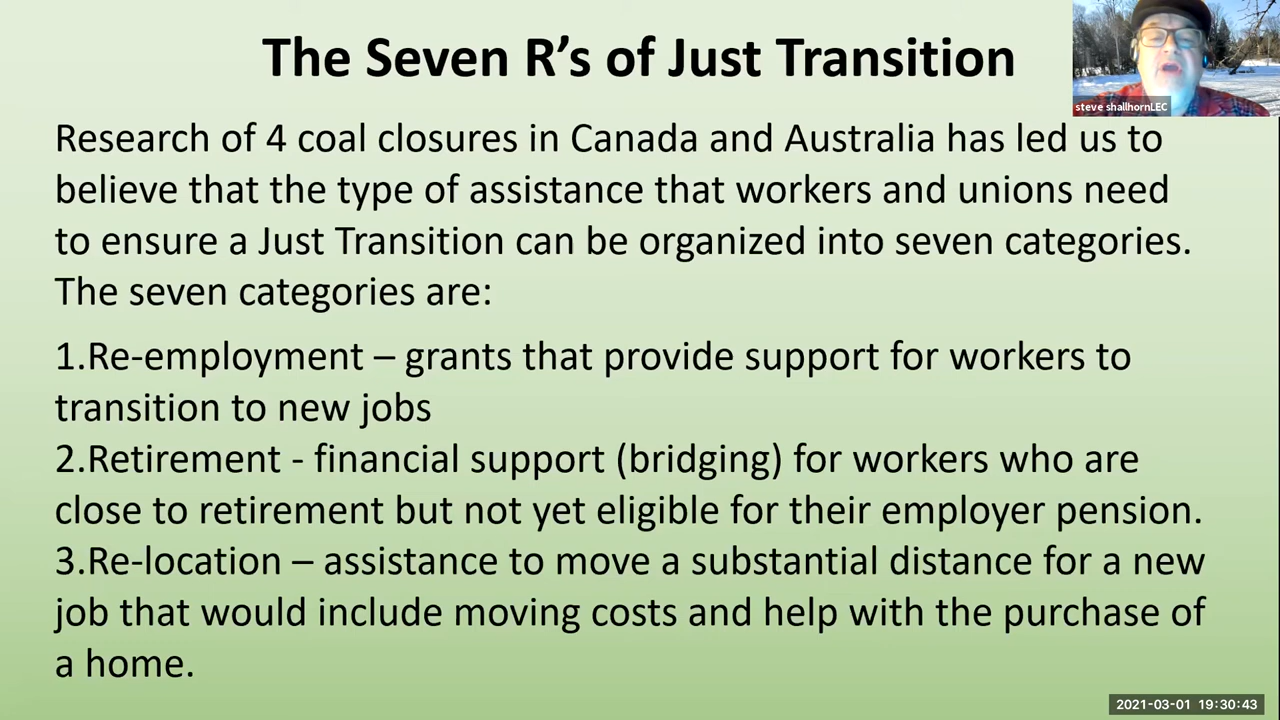 The Seven R’s of Just Transition
steve shallhornLEC
Research of 4 coal closures in Canada and Australia has led us to
believe that the type of assistance that workers and unions need
to ensure a Just Transition can be organized into seven categories.
The seven categories are:
1.Re-employment – grants that provide support for workers to
transition to new jobs
2.Retirement - financial support (bridging) for workers who are
close to retirement but not yet eligible for their employer pension.
3.Re-location – assistance to move a substantial distance for a new
job that would include moving costs and help with the purchase of
a home.
2021-03-01 19:30:43